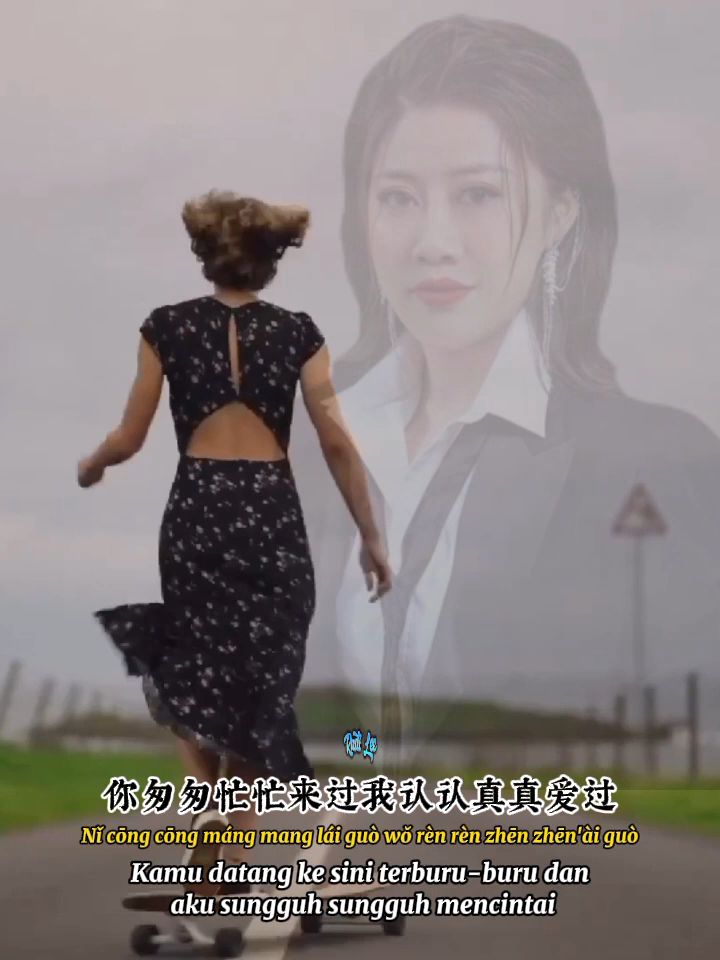 Ruit Lee
你匆匆忙忙来过我认认真真爱过
Nǐ cōng cōng máng mang lái guò wǒ rèn rèn zhēn zhēn'ài guò
Kamu datang ke sini terburu-buru dan
aku sungguh sungguh mencintai